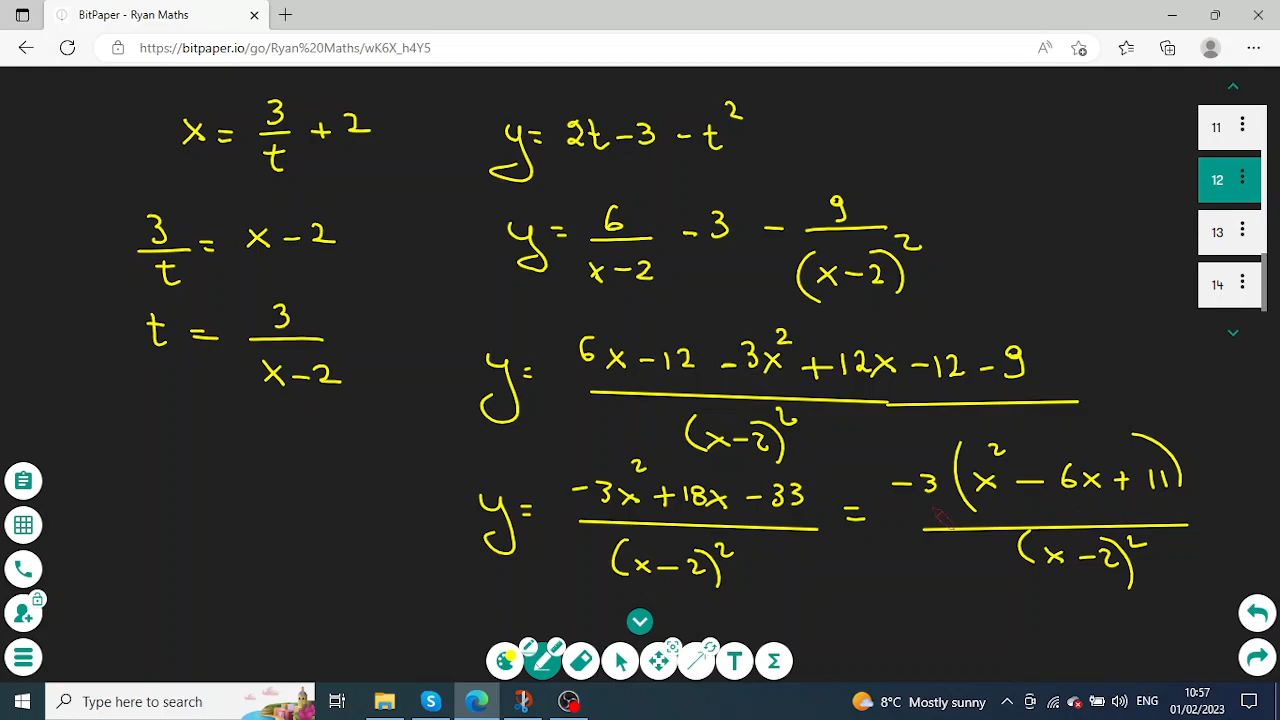 BitPaper - Ryan Maths
https://bitpaper.io/go/Ryan%20Maths/wK6X_h4Y5
x = 3/t + 2
y = 2t - 3 - t²
3/t = x - 2
y = 6/(x-2) - 3 - 9/(x-2)²
t = 3/(x-2)
y = (6x - 12 - 3x² + 12x - 12 - 9)/(x-2)²
y = (-3x² + 18x - 33)/(x-2)² = -3(x² - 6x + 11)/(x-2)²
11
12
13
14
T
Σ
Type here to search
8°C Mostly sunny
ENG
10:57
01/02/2023